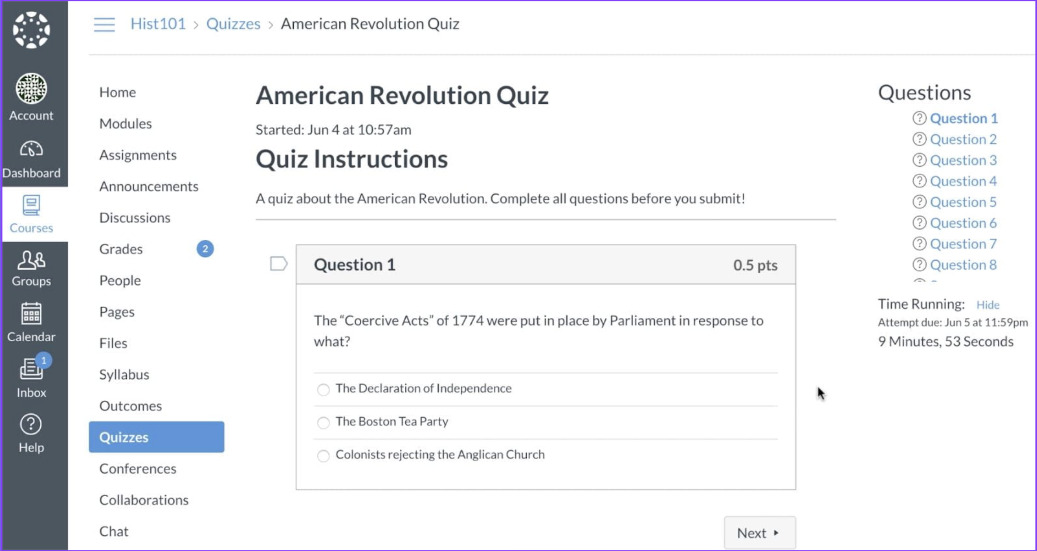 Hist101 > Quizzes > American Revolution Quiz
Account
Dashboard
Courses
Groups
Calendar
1
Inbox
Help
Home
Modules
Assignments
Announcements
Discussions
Grades 2
People
Pages
Files
Syllabus
Outcomes
Quizzes
Conferences
Collaborations
Chat
American Revolution Quiz
Started: Jun 4 at 10:57am
Quiz Instructions
A quiz about the American Revolution. Complete all questions before you submit!
Question 1 0.5 pts
The “Coercive Acts” of 1774 were put in place by Parliament in response to
what?
The Declaration of Independence
The Boston Tea Party
Colonists rejecting the Anglican Church
Next
Questions
Question 1
Question 2
Question 3
Question 4
Question 5
Question 6
Question 7
Question 8
Time Running: Hide
Attempt due: Jun 5 at 11:59pm
9 Minutes, 53 Seconds